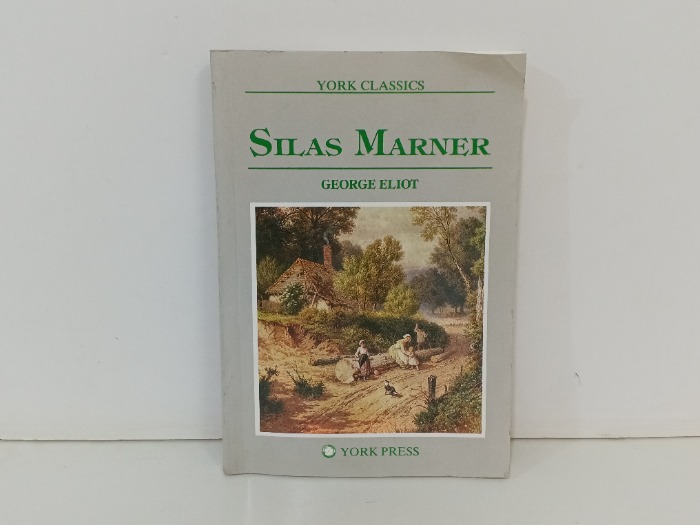 YORK CLASSICS
SILAS MARNER
GEORGE ELIOT
YORK PRESS